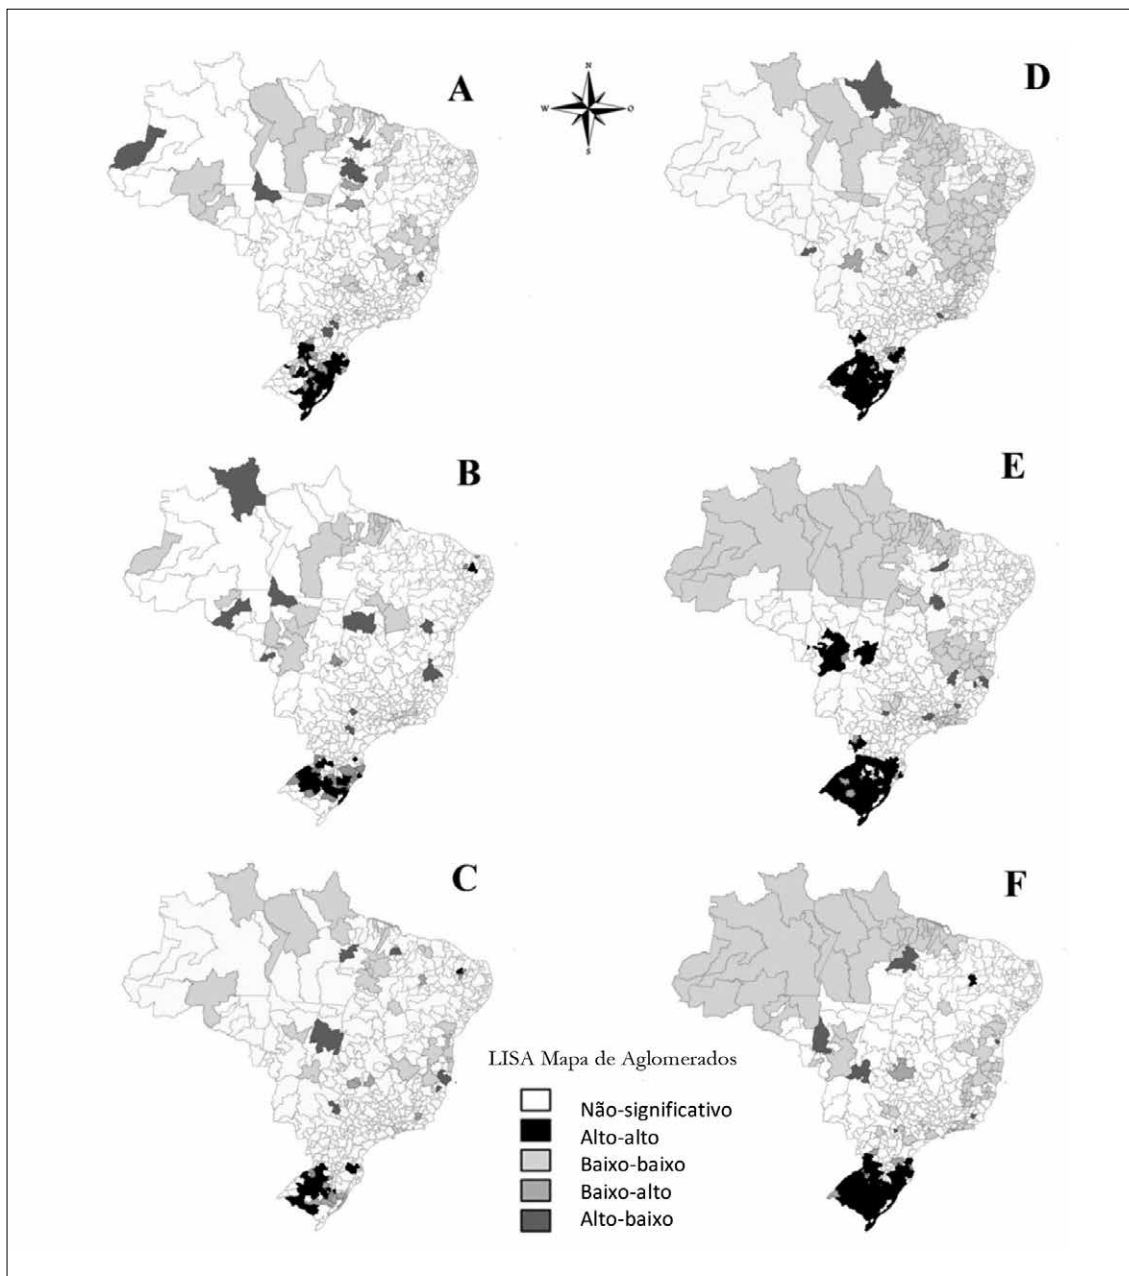 A
N
W
O
S
D
B
E
C
F
LISA Mapa de Aglomerados
Não-significativo
Alto-alto
Baixo-baixo
Baixo-alto
Alto-baixo